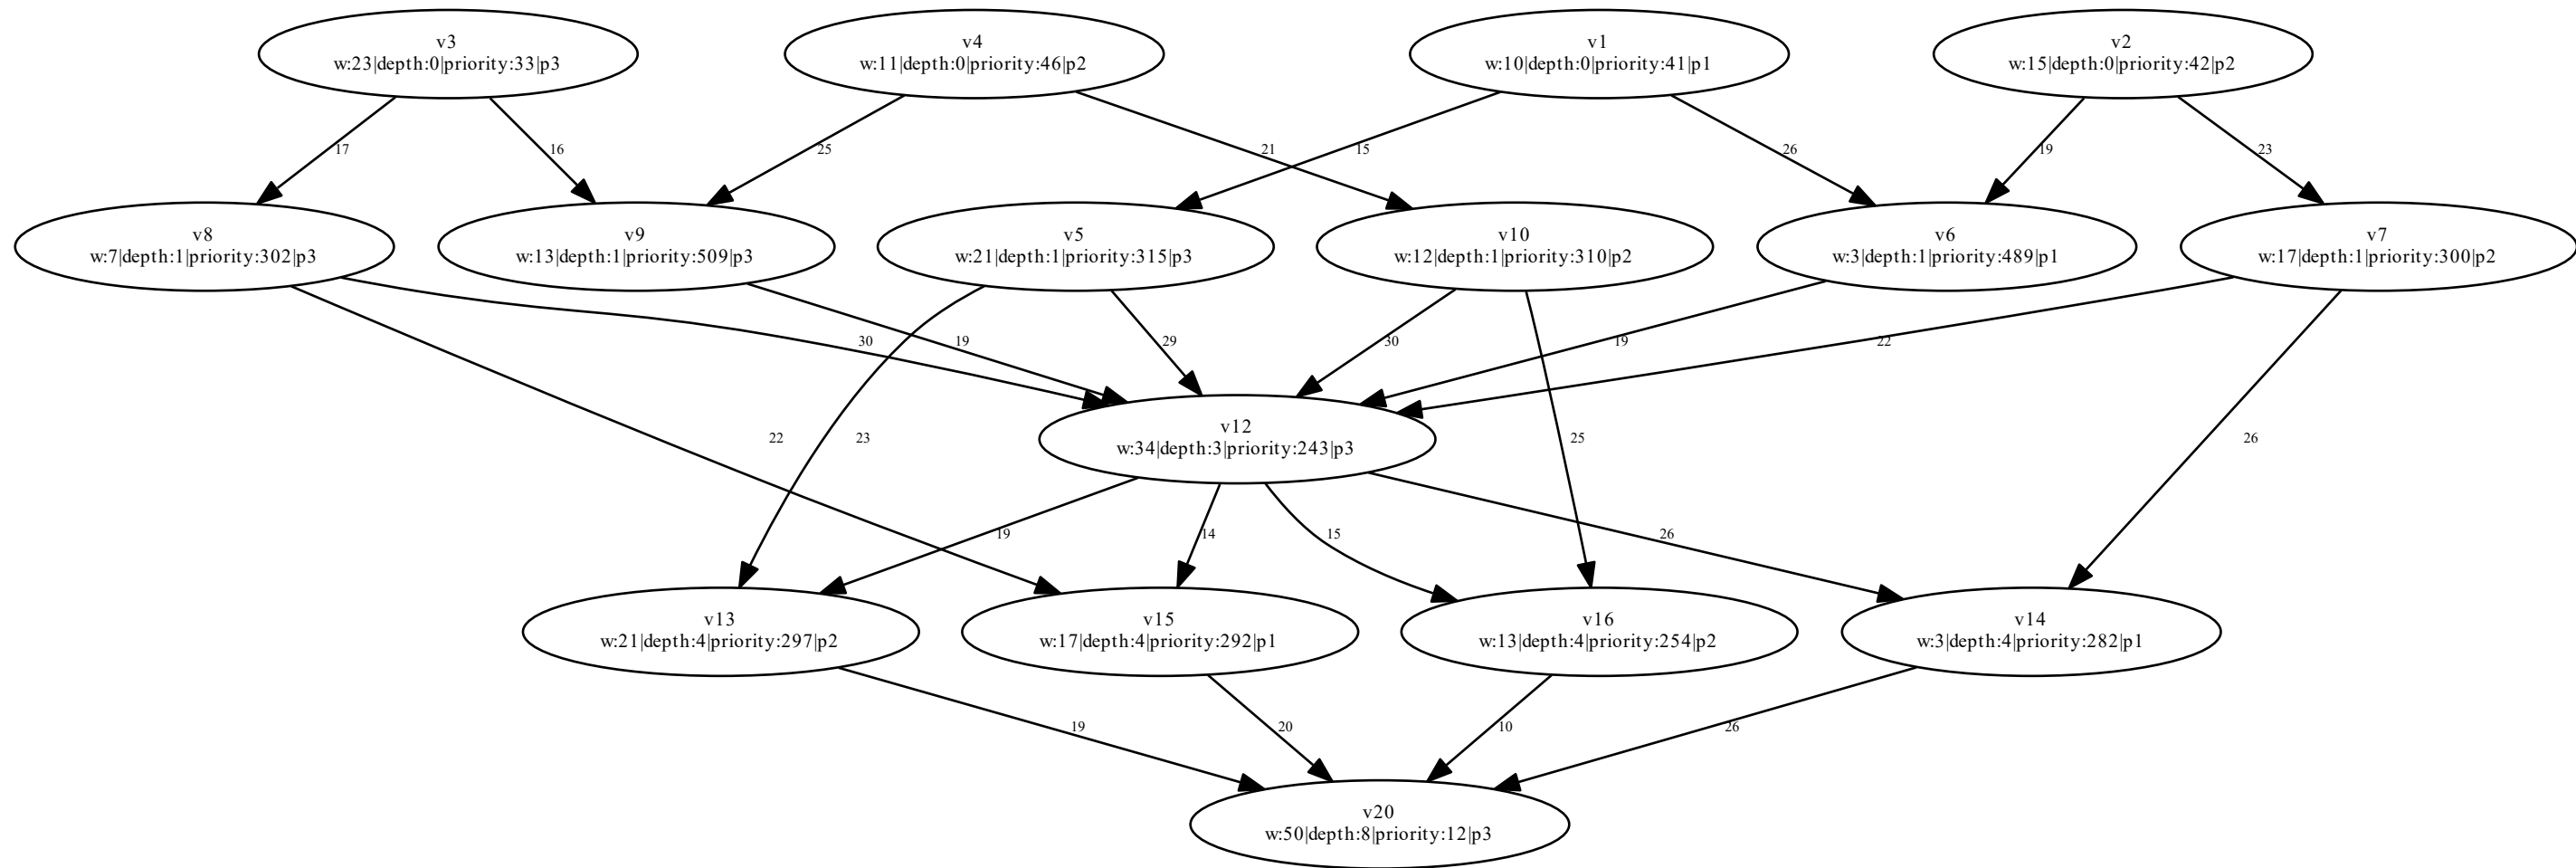 v3
w:23|depth:0|priority:33|p3
v4
w:11|depth:0|priority:46|p2
v1
w:10|depth:0|priority:41|p1
v2
w:15|depth:0|priority:42|p2
17
16
25
21
15
26
19
23
v8
w:7|depth:1|priority:302|p3
v9
w:13|depth:1|priority:509|p3
v5
w:21|depth:1|priority:315|p3
v10
w:12|depth:1|priority:310|p2
v6
w:3|depth:1|priority:489|p1
v7
w:17|depth:1|priority:300|p2
30
19
29
30
19
22
22
23
v12
w:34|depth:3|priority:243|p3
25
26
19
14
15
26
v13
w:21|depth:4|priority:297|p2
v15
w:17|depth:4|priority:292|p1
v16
w:13|depth:4|priority:254|p2
v14
w:3|depth:4|priority:282|p1
19
20
10
26
v20
w:50|depth:8|priority:12|p3